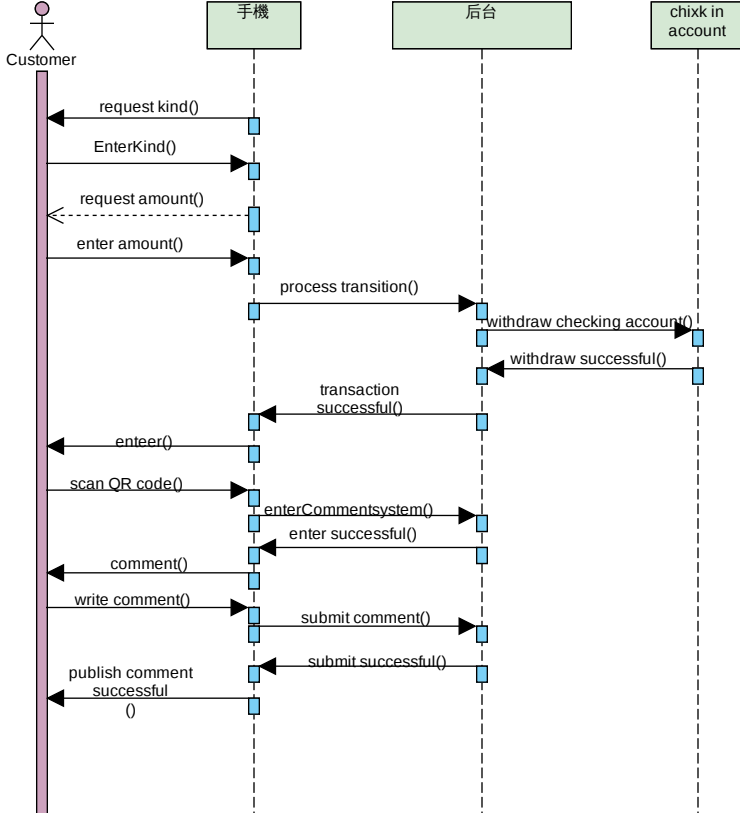 手機
后台
chixk in
account
Customer
request kind()
EnterKind()
request amount()
enter amount()
process transition()
withdraw checking account()
withdraw successful()
transaction
successful()
enteer()
scan QR code()
enterCommentsystem()
enter successful()
comment()
write comment()
submit comment()
submit successful()
publish comment
successful
()